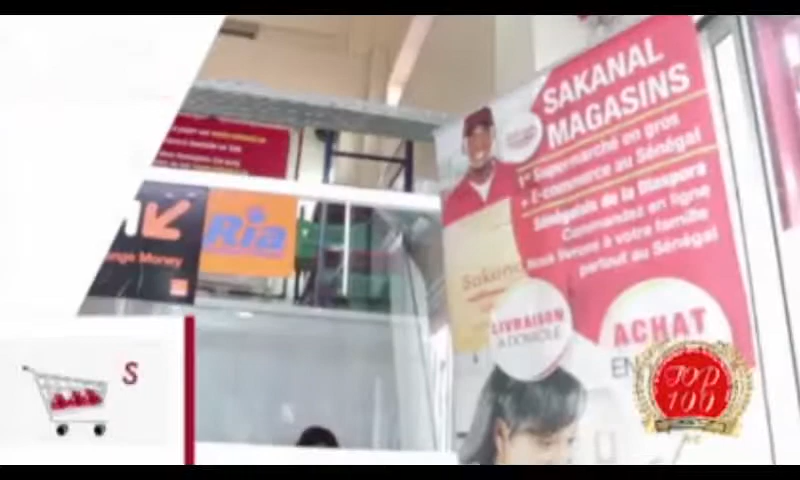 SAKANAL
MAGASINS
1er Supermarché en gros
+ E-commerce au Sénégal
Sénégalais de la Diaspora
Commandez en ligne
Nous livrons à votre famille
partout au Sénégal
Ria
Money
Sakana
LIVRAISON
A DOMICILE
ACHAT
EN
TOP
100
S